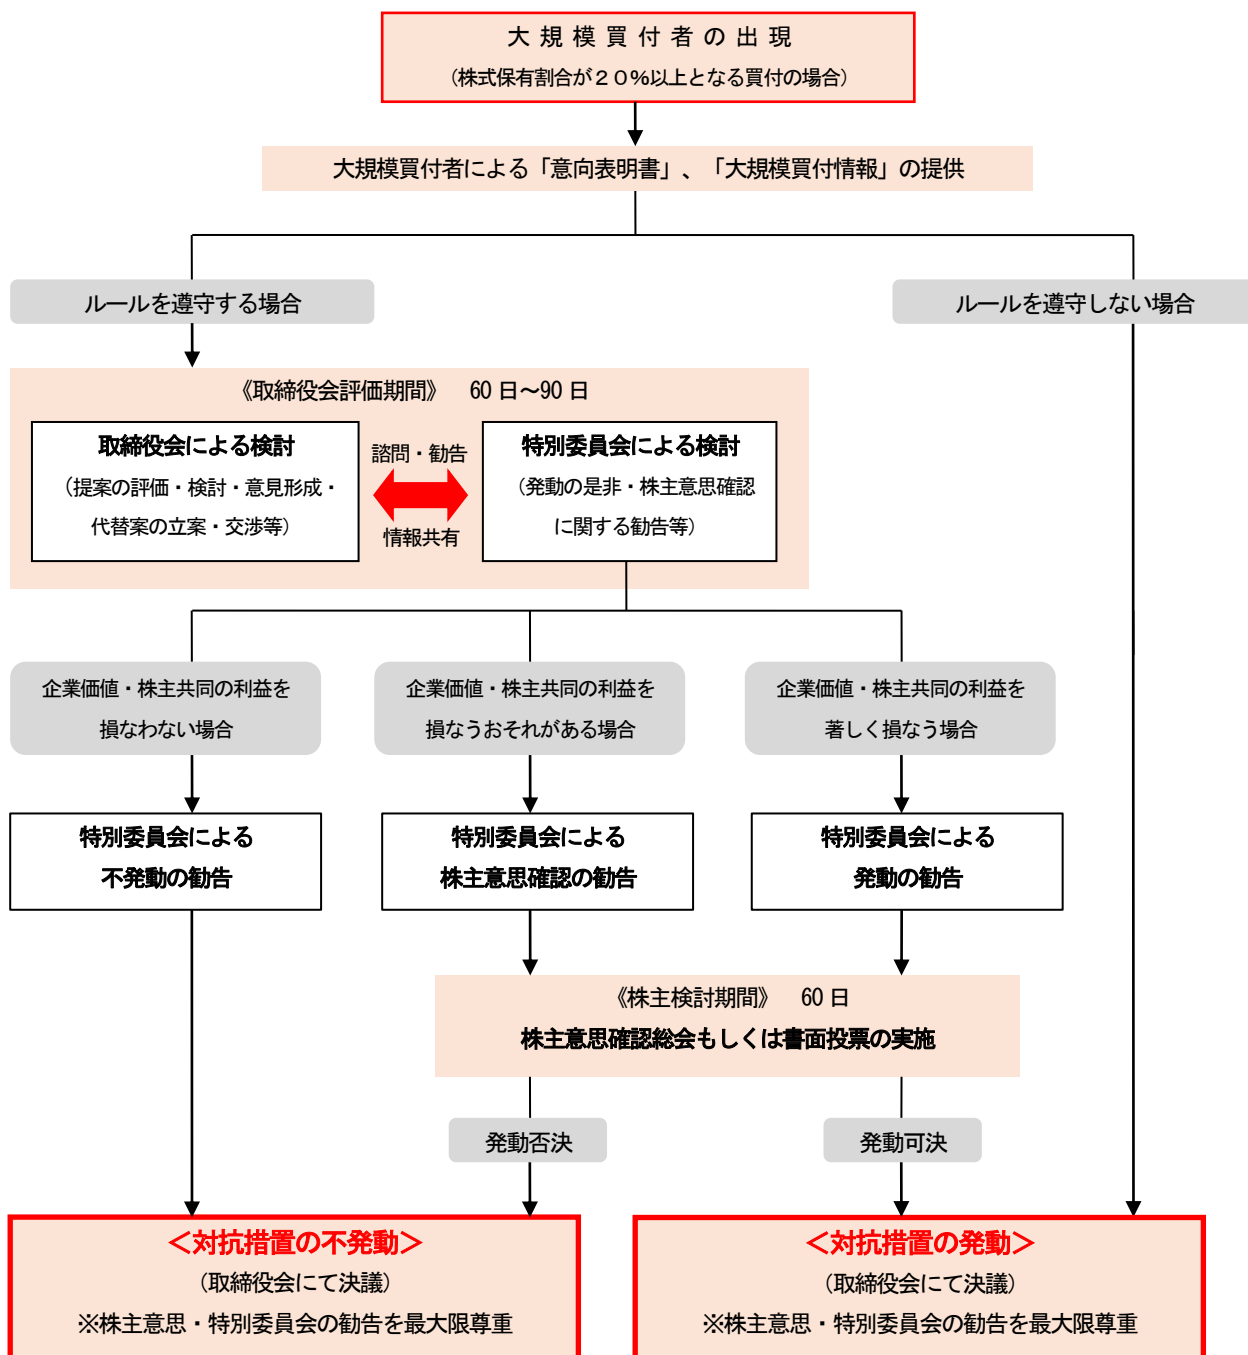 大規模買付者の出現
(株式保有割合が20%以上となる買付の場合)
大規模買付者による「意向表明書」、「大規模買付情報」の提供
ルールを遵守する場合
ルールを遵守しない場合
《取締役会評価期間》 60日~90日
取締役会による検討
(提案の評価・検討・意見形成・
代替案の立案・交渉等)
諮問・勧告
情報共有
特別委員会による検討
(発動の是非・株主意思確認
に関する勧告等)
企業価値・株主共同の利益を
損なわない場合
企業価値・株主共同の利益を
損なうおそれがある場合
企業価値・株主共同の利益を
著しく損なう場合
特別委員会による
不発動の勧告
特別委員会による
株主意思確認の勧告
特別委員会による
発動の勧告
《株主検討期間》 60日
株主意思確認総会もしくは書面投票の実施
発動否決
発動可決
<対抗措置の不発動>
(取締役会にて決議)
※株主意思・特別委員会の勧告を最大限尊重
<対抗措置の発動>
(取締役会にて決議)
※株主意思・特別委員会の勧告を最大限尊重